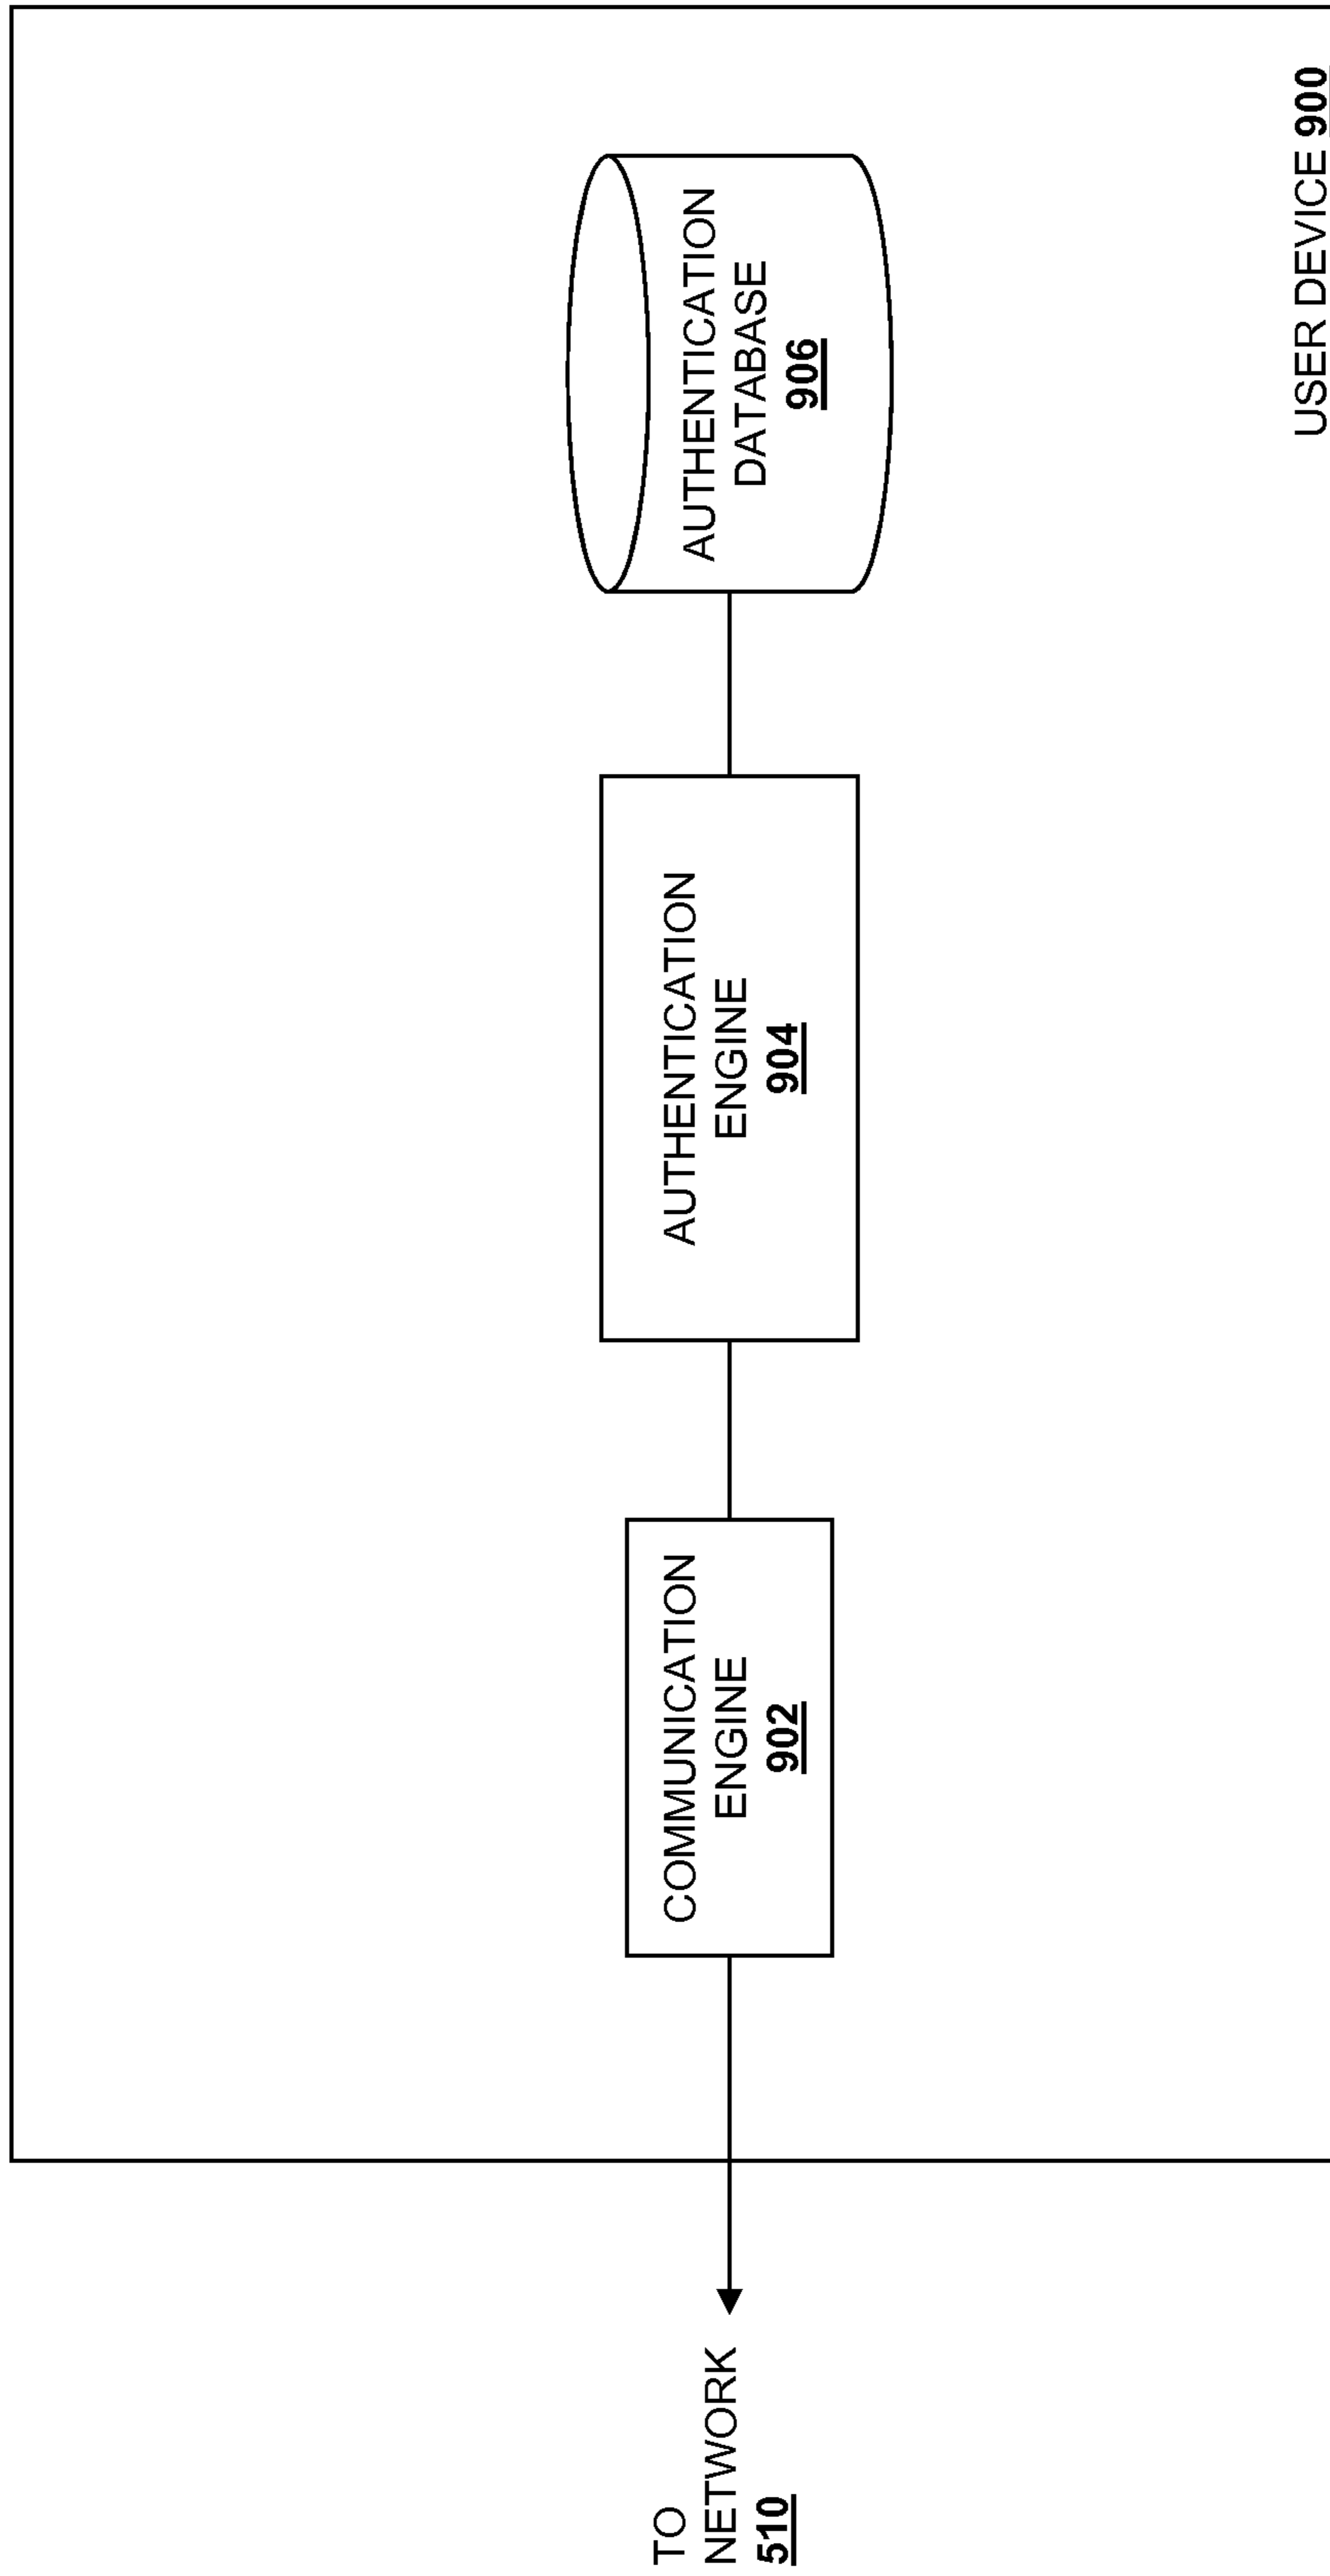 TO
NETWORK
510
COMMUNICATION
ENGINE
902
AUTHENTICATION
ENGINE
904
AUTHENTICATION
DATABASE
906
USER DEVICE 900